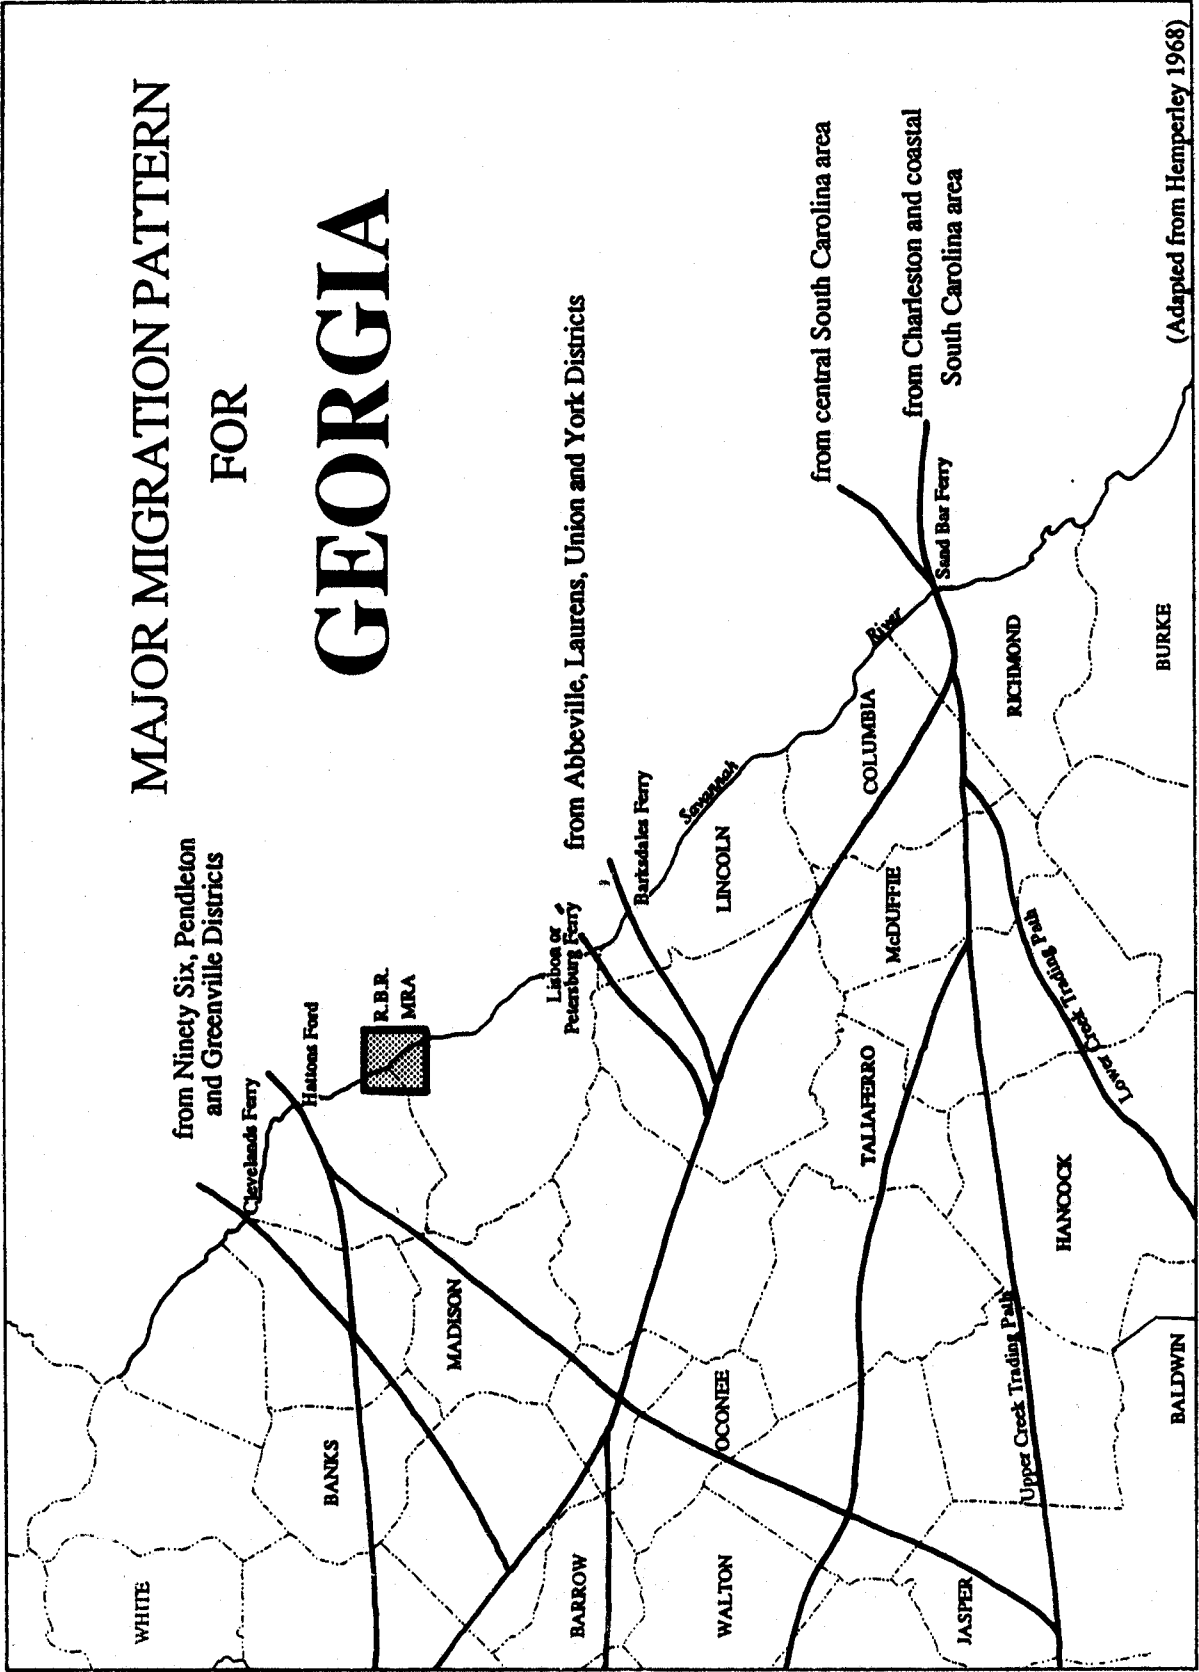 MAJOR MIGRATION PATTERN
FOR
GEORGIA
from Ninety Six, Pendleton
and Greenville Districts
Clevelands Ferry
Hattons Ford
R.B.R.
MRA
from Abbeville, Laurens, Union and York Districts
Lisbon or
Petersburg Ferry
Barksdales Ferry
Savannah
River
from central South Carolina area
from Charleston and coastal
South Carolina area
Sand Bar Ferry
WHITE
BANKS
MADISON
BARROW
OCONEE
WALTON
LINCOLN
COLUMBIA
McDUFFIE
TALIAFERRO
RICHMOND
BURKE
HANCOCK
JASPER
BALDWIN
Upper Creek Trading Path
Lower Creek Trading Path
(Adapted from Hemperley 1968)